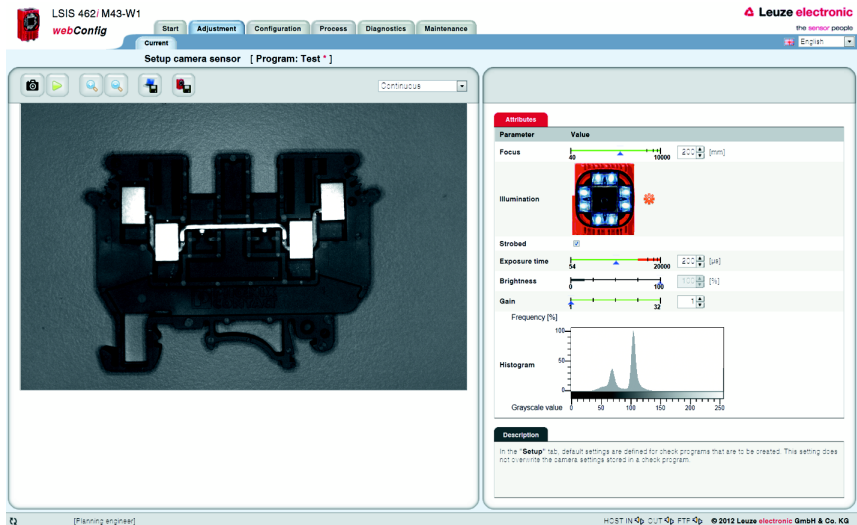 LSIS 462i M43-W1
webConfig
Start Adjustment Configuration Process Diagnostics Maintenance
Current
Leuze electronic
the sensor people
English
Setup camera sensor [ Program: Test * ]
Continuous
Attributes
Parameter Value
Focus 40 10000 200 [mm]
Illumination
Strobed
Exposure time 54 20000 200 [µs]
Brightness 0 100 100 [%]
Gain 1 32 1
Frequency [%]
100
50
0
Histogram
Grayscale value 0 50 100 150 200 250
Description
In the "Setup" tab, default settings are defined for check programs that are to be created. This setting does
not overwrite the camera settings stored in a check program.
[Planning engineer]
HOST IN OUT FTP © 2012 Leuze electronic GmbH & Co. KG